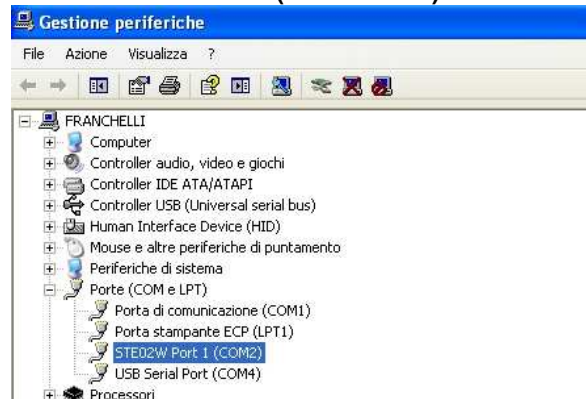 Gestione periferiche
File Azione Visualizza ?
FRANCHELLI
Computer
Controller audio, video e giochi
Controller IDE ATA/ATAPI
Controller USB (Universal serial bus)
Human Interface Device (HID)
Mouse e altre periferiche di puntamento
Periferiche di sistema
Porte (COM e LPT)
Porta di comunicazione (COM1)
Porta stampante ECP (LPT1)
STE02W Port 1 (COM2)
USB Serial Port (COM4)
Processori